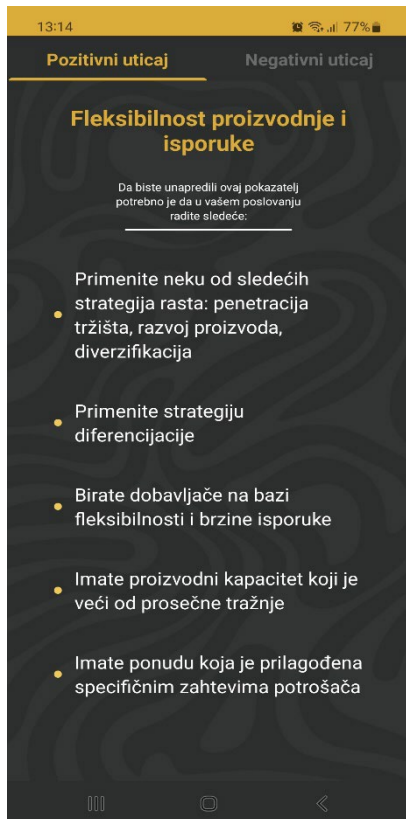 13:14
77%
Pozitivni uticaj
Negativni uticaj
Fleksibilnost proizvodnje i
isporuke
Da biste unapredili ovaj pokazatelj
potrebno je da u vašem poslovanju
radite sledeće:
Primenite neku od sledećih
strategija rasta: penetracija
tržišta, razvoj proizvoda,
diverzifikacija
Primenite strategiju
diferencijacije
Birate dobavljače na bazi
fleksibilnosti i brzine isporuke
Imate proizvodni kapacitet koji je
veći od prosečne tražnje
Imate ponudu koja je prilagođena
specifičnim zahtevima potrošača